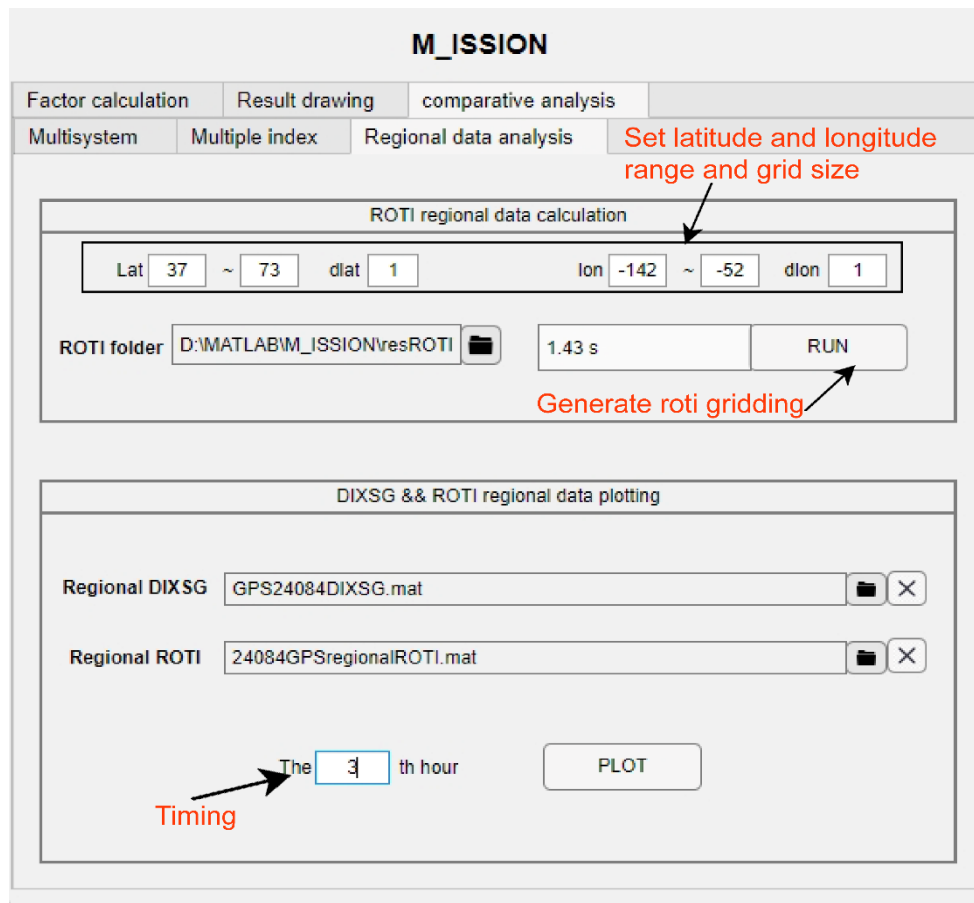 M_ISSION
Factor calculation Result drawing comparative analysis
Multisystem Multiple index Regional data analysis
Set latitude and longitude
range and grid size
ROTI regional data calculation
Lat 37 ~ 73 dlat 1 lon -142 ~ -52 dlon 1
ROTI folder D:\MATLAB\M_ISSION\resROTI 1.43 s RUN
Generate roti gridding
DIXSG && ROTI regional data plotting
Regional DIXSG GPS24084DIXSG.mat
Regional ROTI 24084GPSregionalROTI.mat
The 3 th hour PLOT
Timing